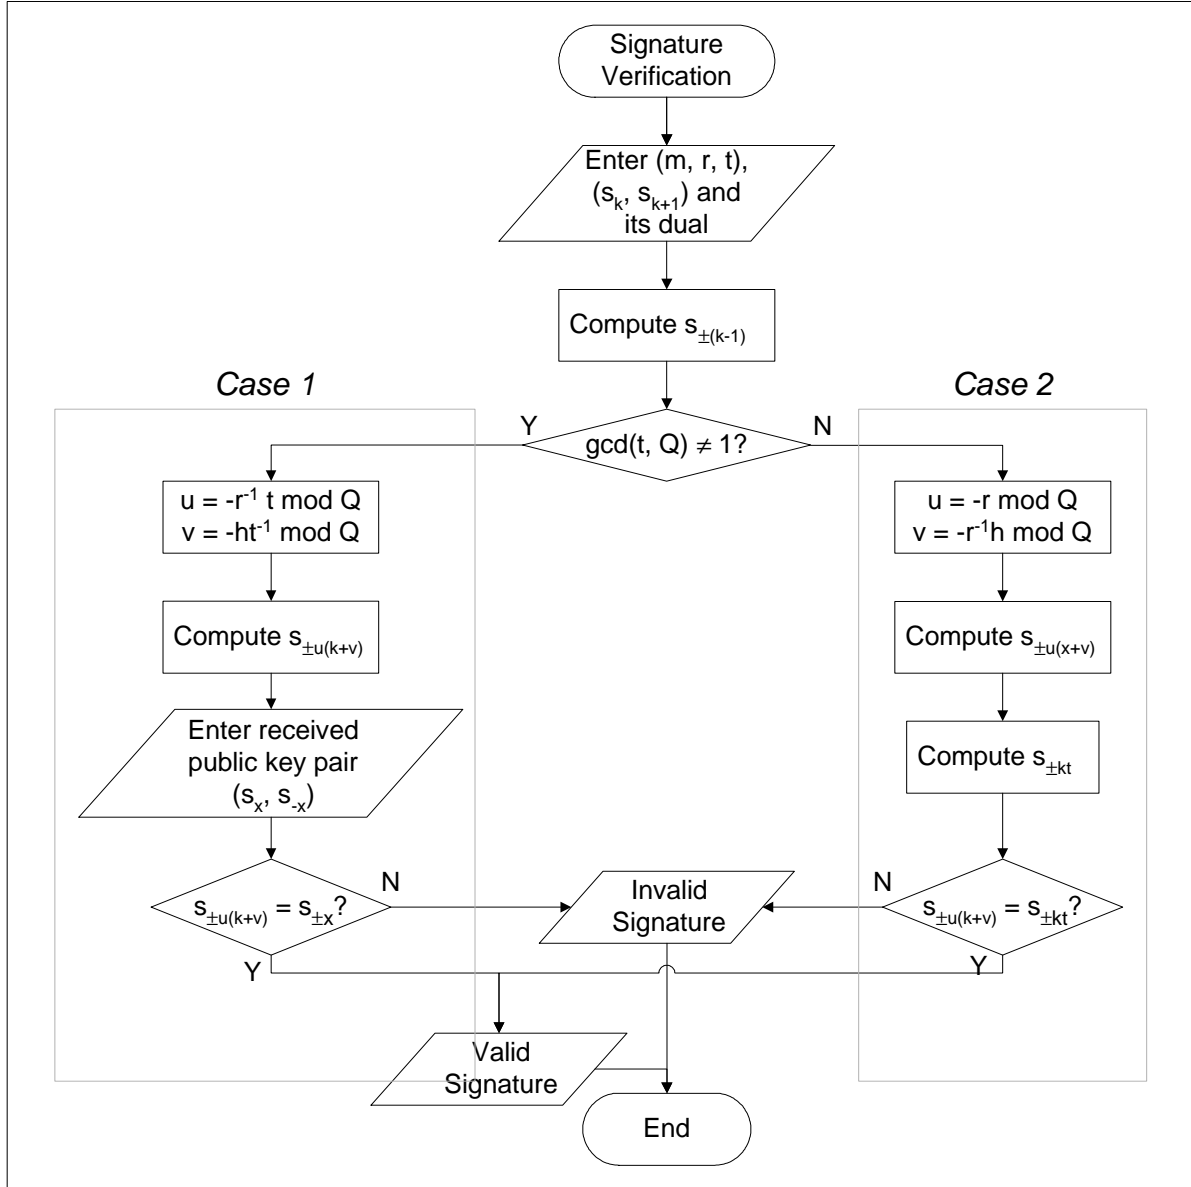 Signature
Verification
Enter (m, r, t),
(s_k, s_{k+1}) and
its dual
Compute s_{±(k-1)}
Case 1
Case 2
Y
gcd(t, Q) ≠ 1?
N
u = -r^{-1} t mod Q
v = -ht^{-1} mod Q
u = -r mod Q
v = -r^{-1}h mod Q
Compute s_{±u(k+v)}
Compute s_{±u(x+v)}
Enter received
public key pair
(s_x, s_{-x})
Compute s_{±kt}
s_{±u(k+v)} = s_{±x}?
N
Invalid
Signature
N
s_{±u(k+v)} = s_{±kt}?
Y
Y
Valid
Signature
End